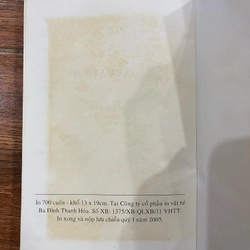 In 700 cuốn - khổ 13 x 19cm. Tại Công ty cổ phần in vật tư
Ba Đình Thanh Hóa. Số XB: 1375/XB-QLXB/11 VHTT.
In xong và nộp lưu chiểu quý I năm 2005.